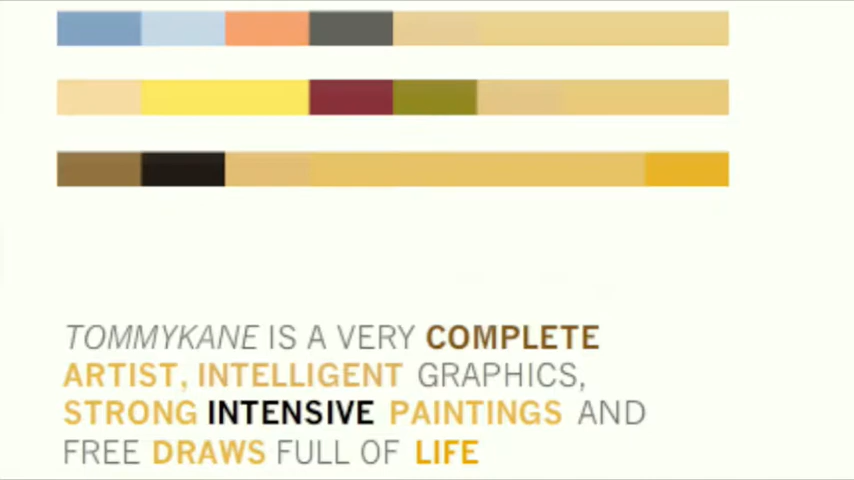 TOMMYKANE IS A VERY COMPLETE
ARTIST, INTELLIGENT GRAPHICS,
STRONG INTENSIVE PAINTINGS AND
FREE DRAWS FULL OF LIFE